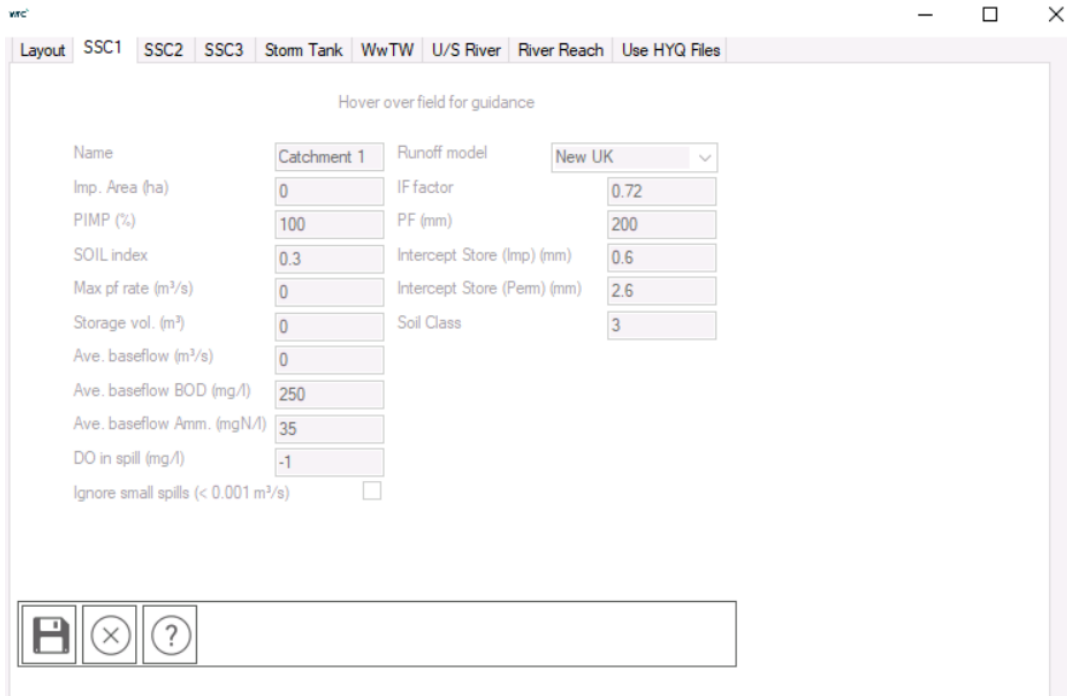 WRc
Layout SSC1 SSC2 SSC3 Storm Tank WwTW U/S River River Reach Use HYQ Files
Hover over field for guidance
Name Catchment 1 Runoff model New UK
Imp. Area (ha) 0 IF factor 0.72
PIMP (%) 100 PF (mm) 200
SOIL index 0.3 Intercept Store (Imp) (mm) 0.6
Max pf rate (m³/s) 0 Intercept Store (Perm) (mm) 2.6
Storage vol. (m³) 0 Soil Class 3
Ave. baseflow (m³/s) 0
Ave. baseflow BOD (mg/l) 250
Ave. baseflow Amm. (mgN/l) 35
DO in spill (mg/l) -1
Ignore small spills (< 0.001 m³/s)
?